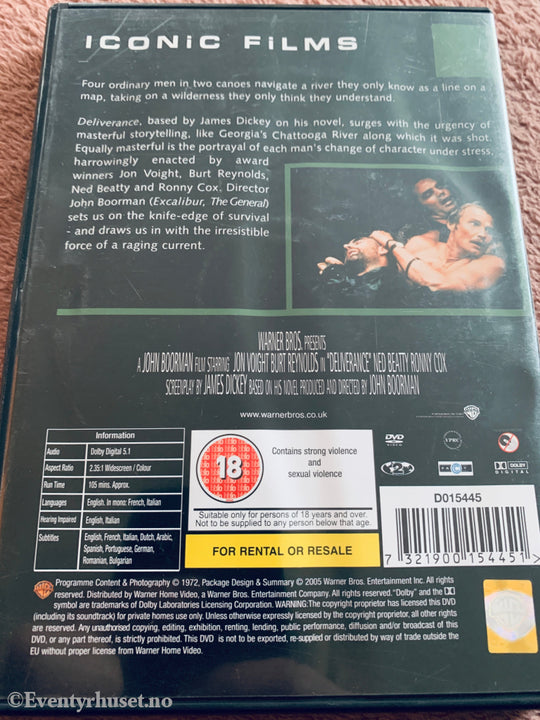 ICONiC FiLMS
Four ordinary men in two canoes navigate a river they only know as a line on a
map, taking on a wilderness they only think they understand.
Deliverance, based by James Dickey on his novel, surges with the urgency of
masterful storytelling, like Georgia's Chattooga River along which it was shot.
Equally masterful is the portrayal of each man's change of character under stress,
harrowingly enacted by award
winners Jon Voight, Burt Reynolds,
Ned Beatty and Ronny Cox. Director
John Boorman (Excalibur, The General)
sets us on the knife-edge of survival
- and draws us in with the irresistible
force of a raging current.
WARNER BROS. PRESENTS
A JOHN BOORMAN FILM STARRING JON VOIGHT BURT REYNOLDS IN "DELIVERANCE" NED BEATTY RONNY COX
SCREENPLAY BY JAMES DICKEY BASED ON HIS NOVEL PRODUCED AND DIRECTED BY JOHN BOORMAN
www.warnerbros.co.uk
Information
Audio Dolby Digital 5.1
Aspect Ratio 2.35:1 Widescreen / Colour
Run Time 105 mins. Approx.
Languages English. In mono: French, Italian
Hearing Impaired English, Italian
Subtitles English, French, Italian, Dutch, Arabic,
Spanish, Portuguese, German,
Romanian, Bulgarian
18
Contains strong violence
and
sexual violence
Suitable only for persons of 18 years and over.
Not to be supplied to any person below that age.
FOR RENTAL OR RESALE
DVD
VIDEO
2
DOLBY
DIGITAL
D015445
7 321900 154451 >
Programme Content & Photography © 1972, Package Design & Summary © 2005 Warner Bros. Entertainment Inc. All rights
reserved. Distributed by Warner Home Video, a Warner Bros. Entertainment Company. All rights reserved. "Dolby" and the
symbol are trademarks of Dolby Laboratories Licensing Corporation. WARNING: The copyright proprietor has licensed this DVD
(including its soundtrack) for private homes use only. Unless otherwise expressly licensed by the copyright proprietor, all other rights
are reserved. Any unauthorised copying, editing, exhibition, renting, lending, public performance, diffusion and/or broadcast of this
DVD, or any part thereof, is strictly prohibited. This DVD is not to be exported, re-supplied or distributed by way of trade outside the
EU without proper license from Warner Home Video.
©Eventyrhuset.no